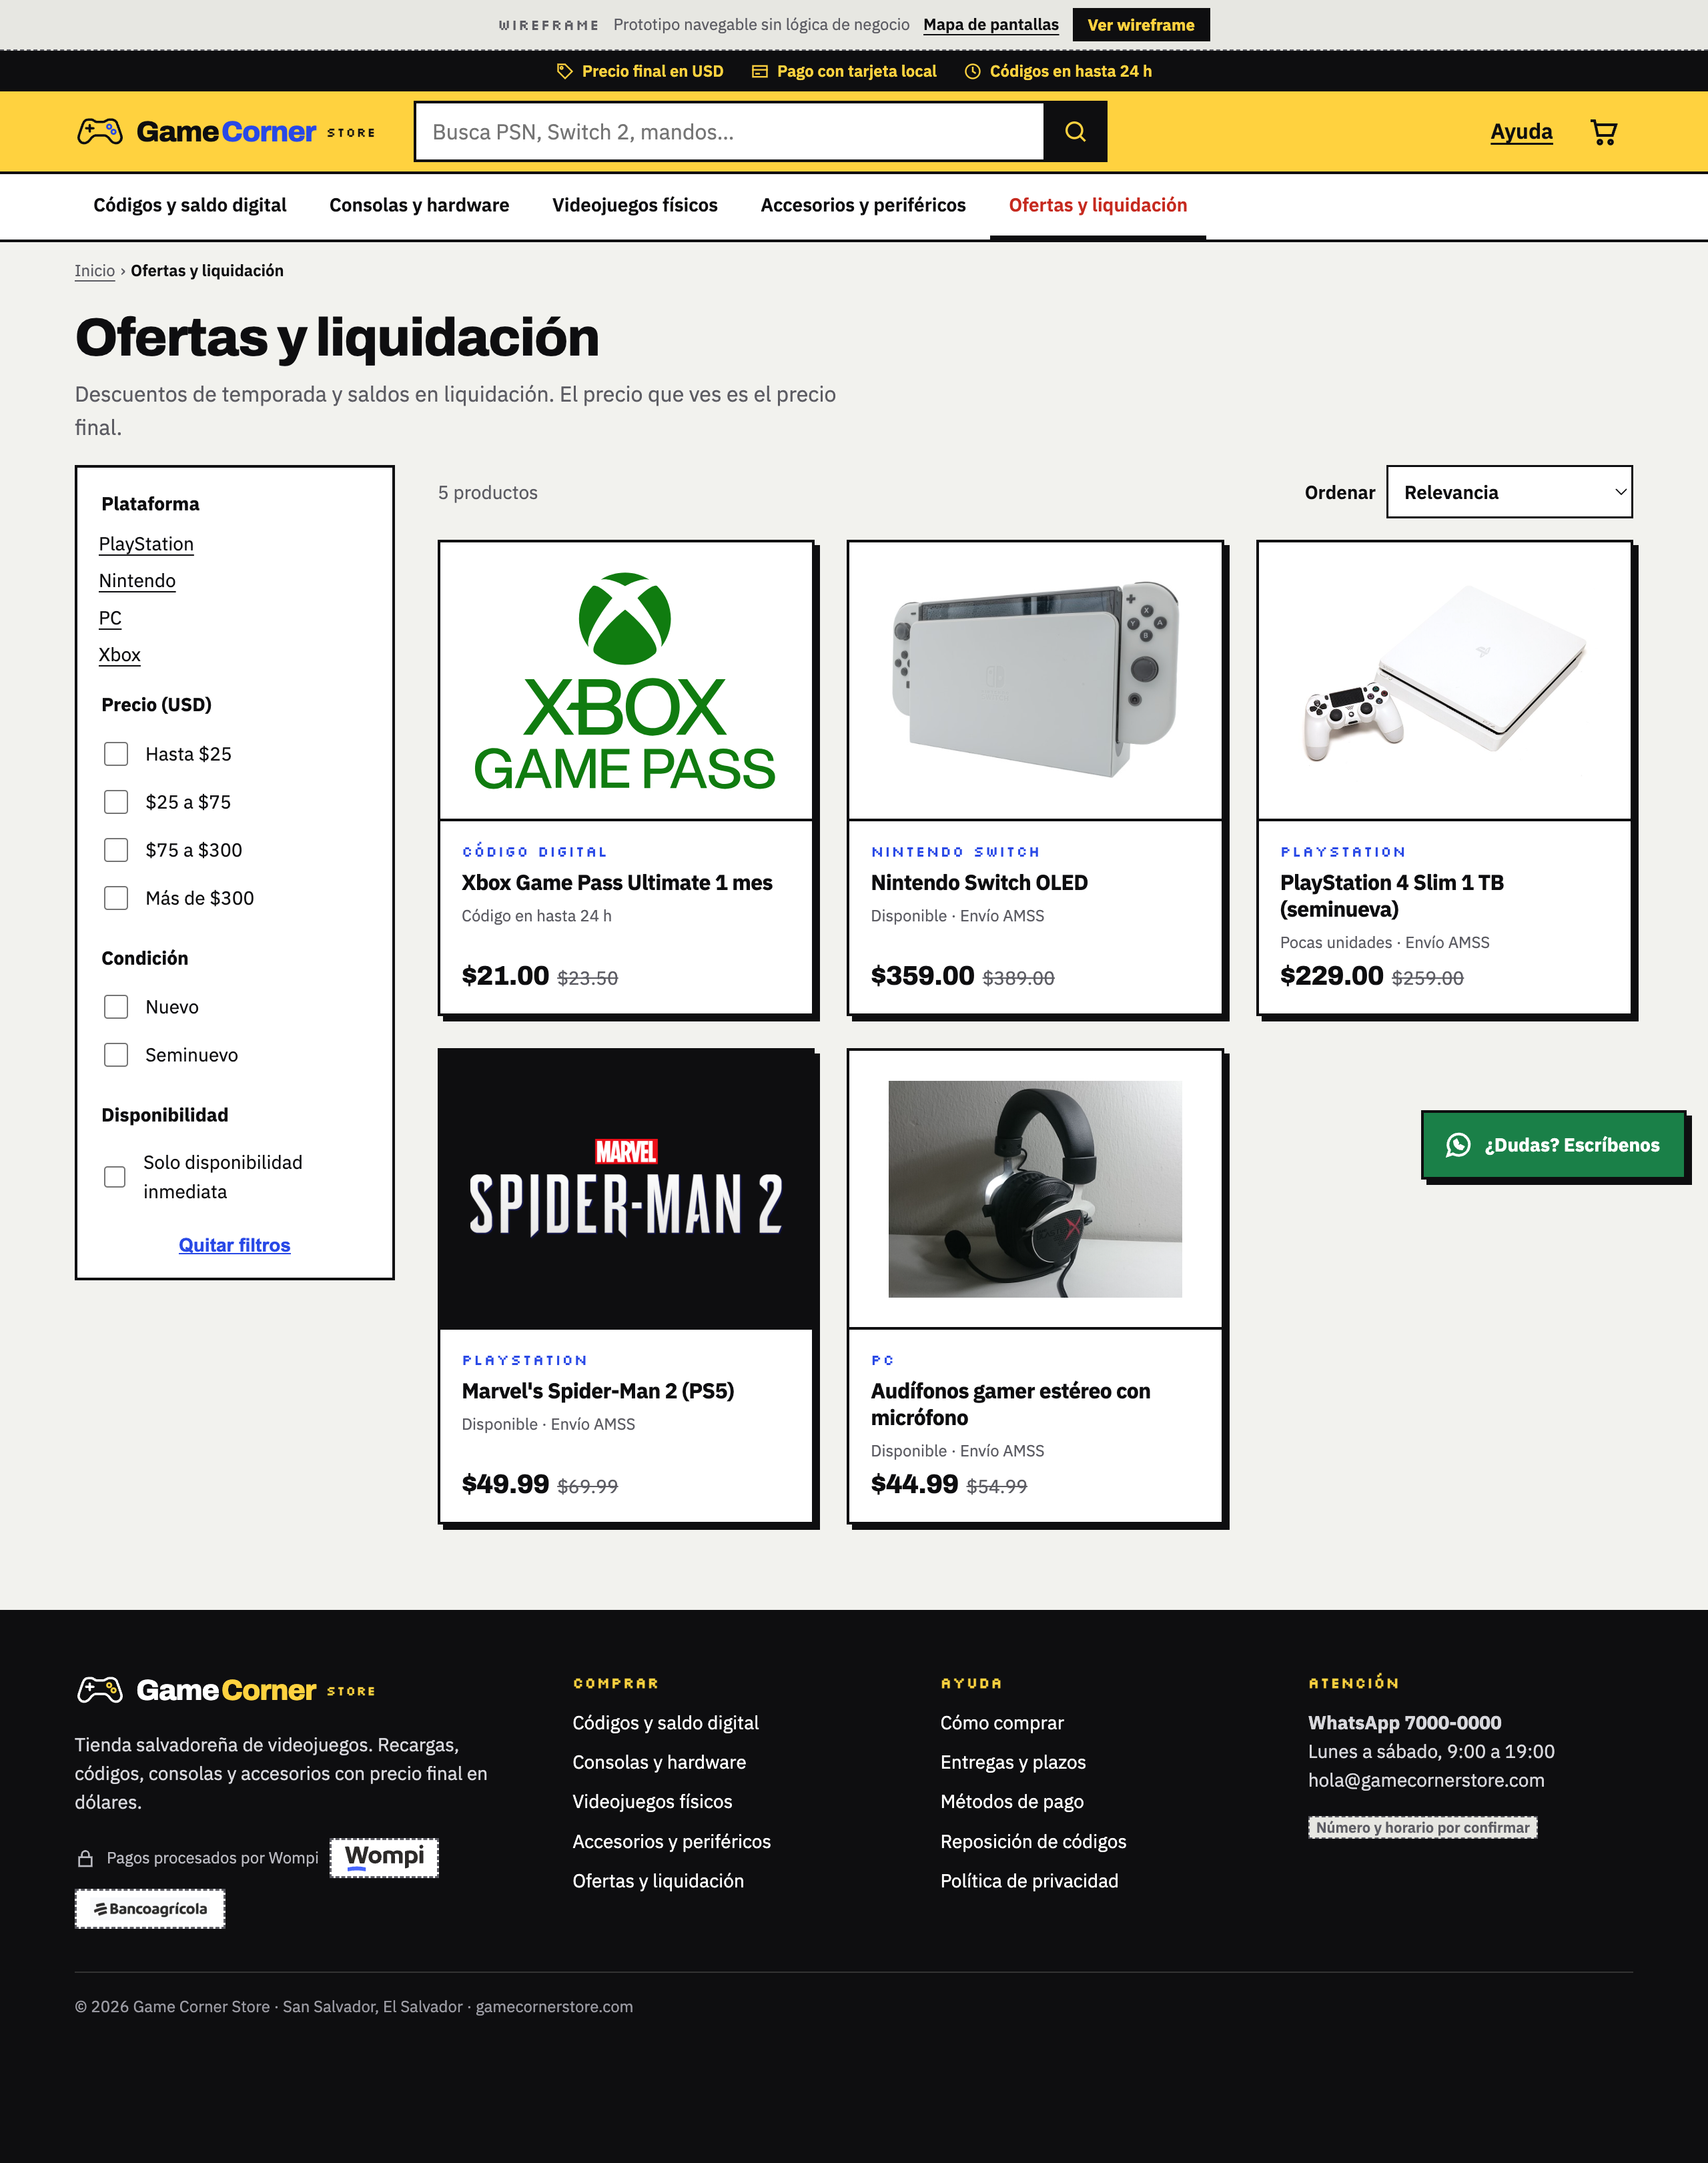 WIREFRAME Prototipo navegable sin lógica de negocio Mapa de pantallas Ver wireframe
Precio final en USD Pago con tarjeta local Códigos en hasta 24 h
GameCorner STORE Busca PSN, Switch 2, mandos... Ayuda
Códigos y saldo digital Consolas y hardware Videojuegos físicos Accesorios y periféricos Ofertas y liquidación
Inicio › Ofertas y liquidación
Ofertas y liquidación
Descuentos de temporada y saldos en liquidación. El precio que ves es el precio
final.
Plataforma
PlayStation
Nintendo
PC
Xbox
Precio (USD)
Hasta $25
$25 a $75
$75 a $300
Más de $300
Condición
Nuevo
Seminuevo
Disponibilidad
Solo disponibilidad
inmediata
Quitar filtros
5 productos
Ordenar Relevancia
XBOX
GAME PASS
CÓDIGO DIGITAL
Xbox Game Pass Ultimate 1 mes
Código en hasta 24 h
$21.00 $23.50
X
Y A
B
NINTENDO SWITCH
Nintendo Switch OLED
Disponible · Envío AMSS
$359.00 $389.00
PLAYSTATION
PlayStation 4 Slim 1 TB
(seminueva)
Pocas unidades · Envío AMSS
$229.00 $259.00
MARVEL
SPIDER-MAN 2
PLAYSTATION
Marvel's Spider-Man 2 (PS5)
Disponible · Envío AMSS
$49.99 $69.99
PC
Audífonos gamer estéreo con
micrófono
Disponible · Envío AMSS
$44.99 $54.99
¿Dudas? Escríbenos
GameCorner STORE
Tienda salvadoreña de videojuegos. Recargas,
códigos, consolas y accesorios con precio final en
dólares.
Pagos procesados por Wompi Wompi
Bancoagrícola
COMPRAR
Códigos y saldo digital
Consolas y hardware
Videojuegos físicos
Accesorios y periféricos
Ofertas y liquidación
AYUDA
Cómo comprar
Entregas y plazos
Métodos de pago
Reposición de códigos
Política de privacidad
ATENCIÓN
WhatsApp 7000-0000
Lunes a sábado, 9:00 a 19:00
hola@gamecornerstore.com
Número y horario por confirmar
© 2026 Game Corner Store · San Salvador, El Salvador · gamecornerstore.com